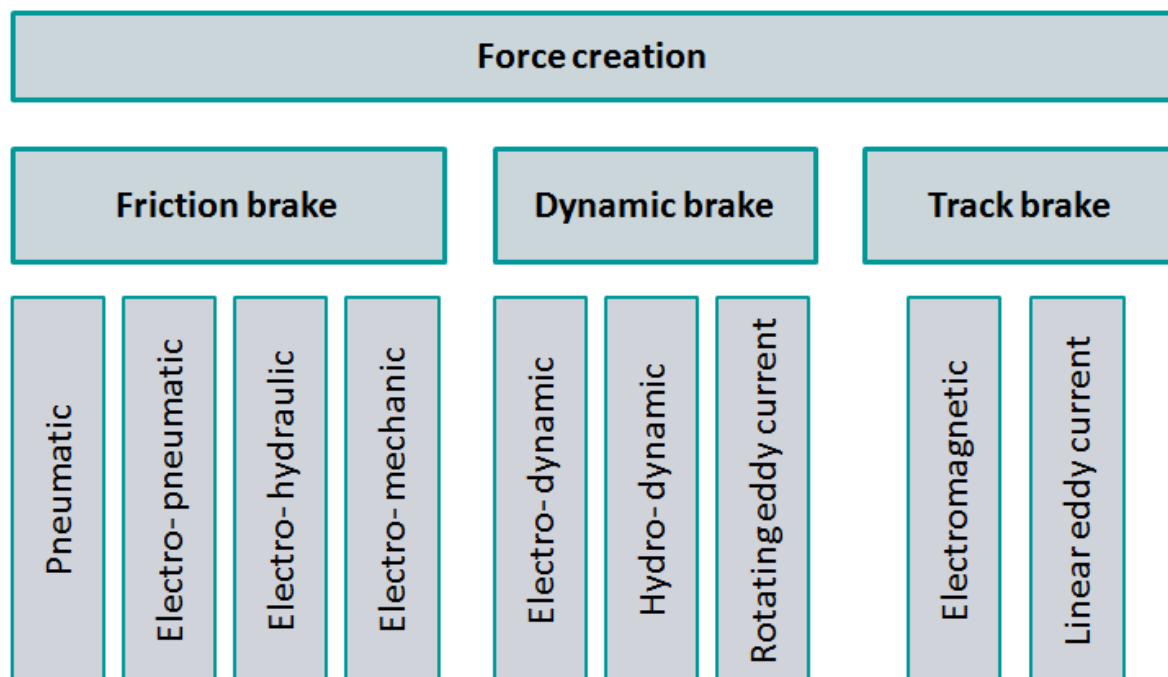 Force creation
Friction brake
Dynamic brake
Track brake
Pneumatic
Electro- pneumatic
Electro- hydraulic
Electro- mechanic
Electro- dynamic
Hydro- dynamic
Rotating eddy current
Electromagnetic
Linear eddy current